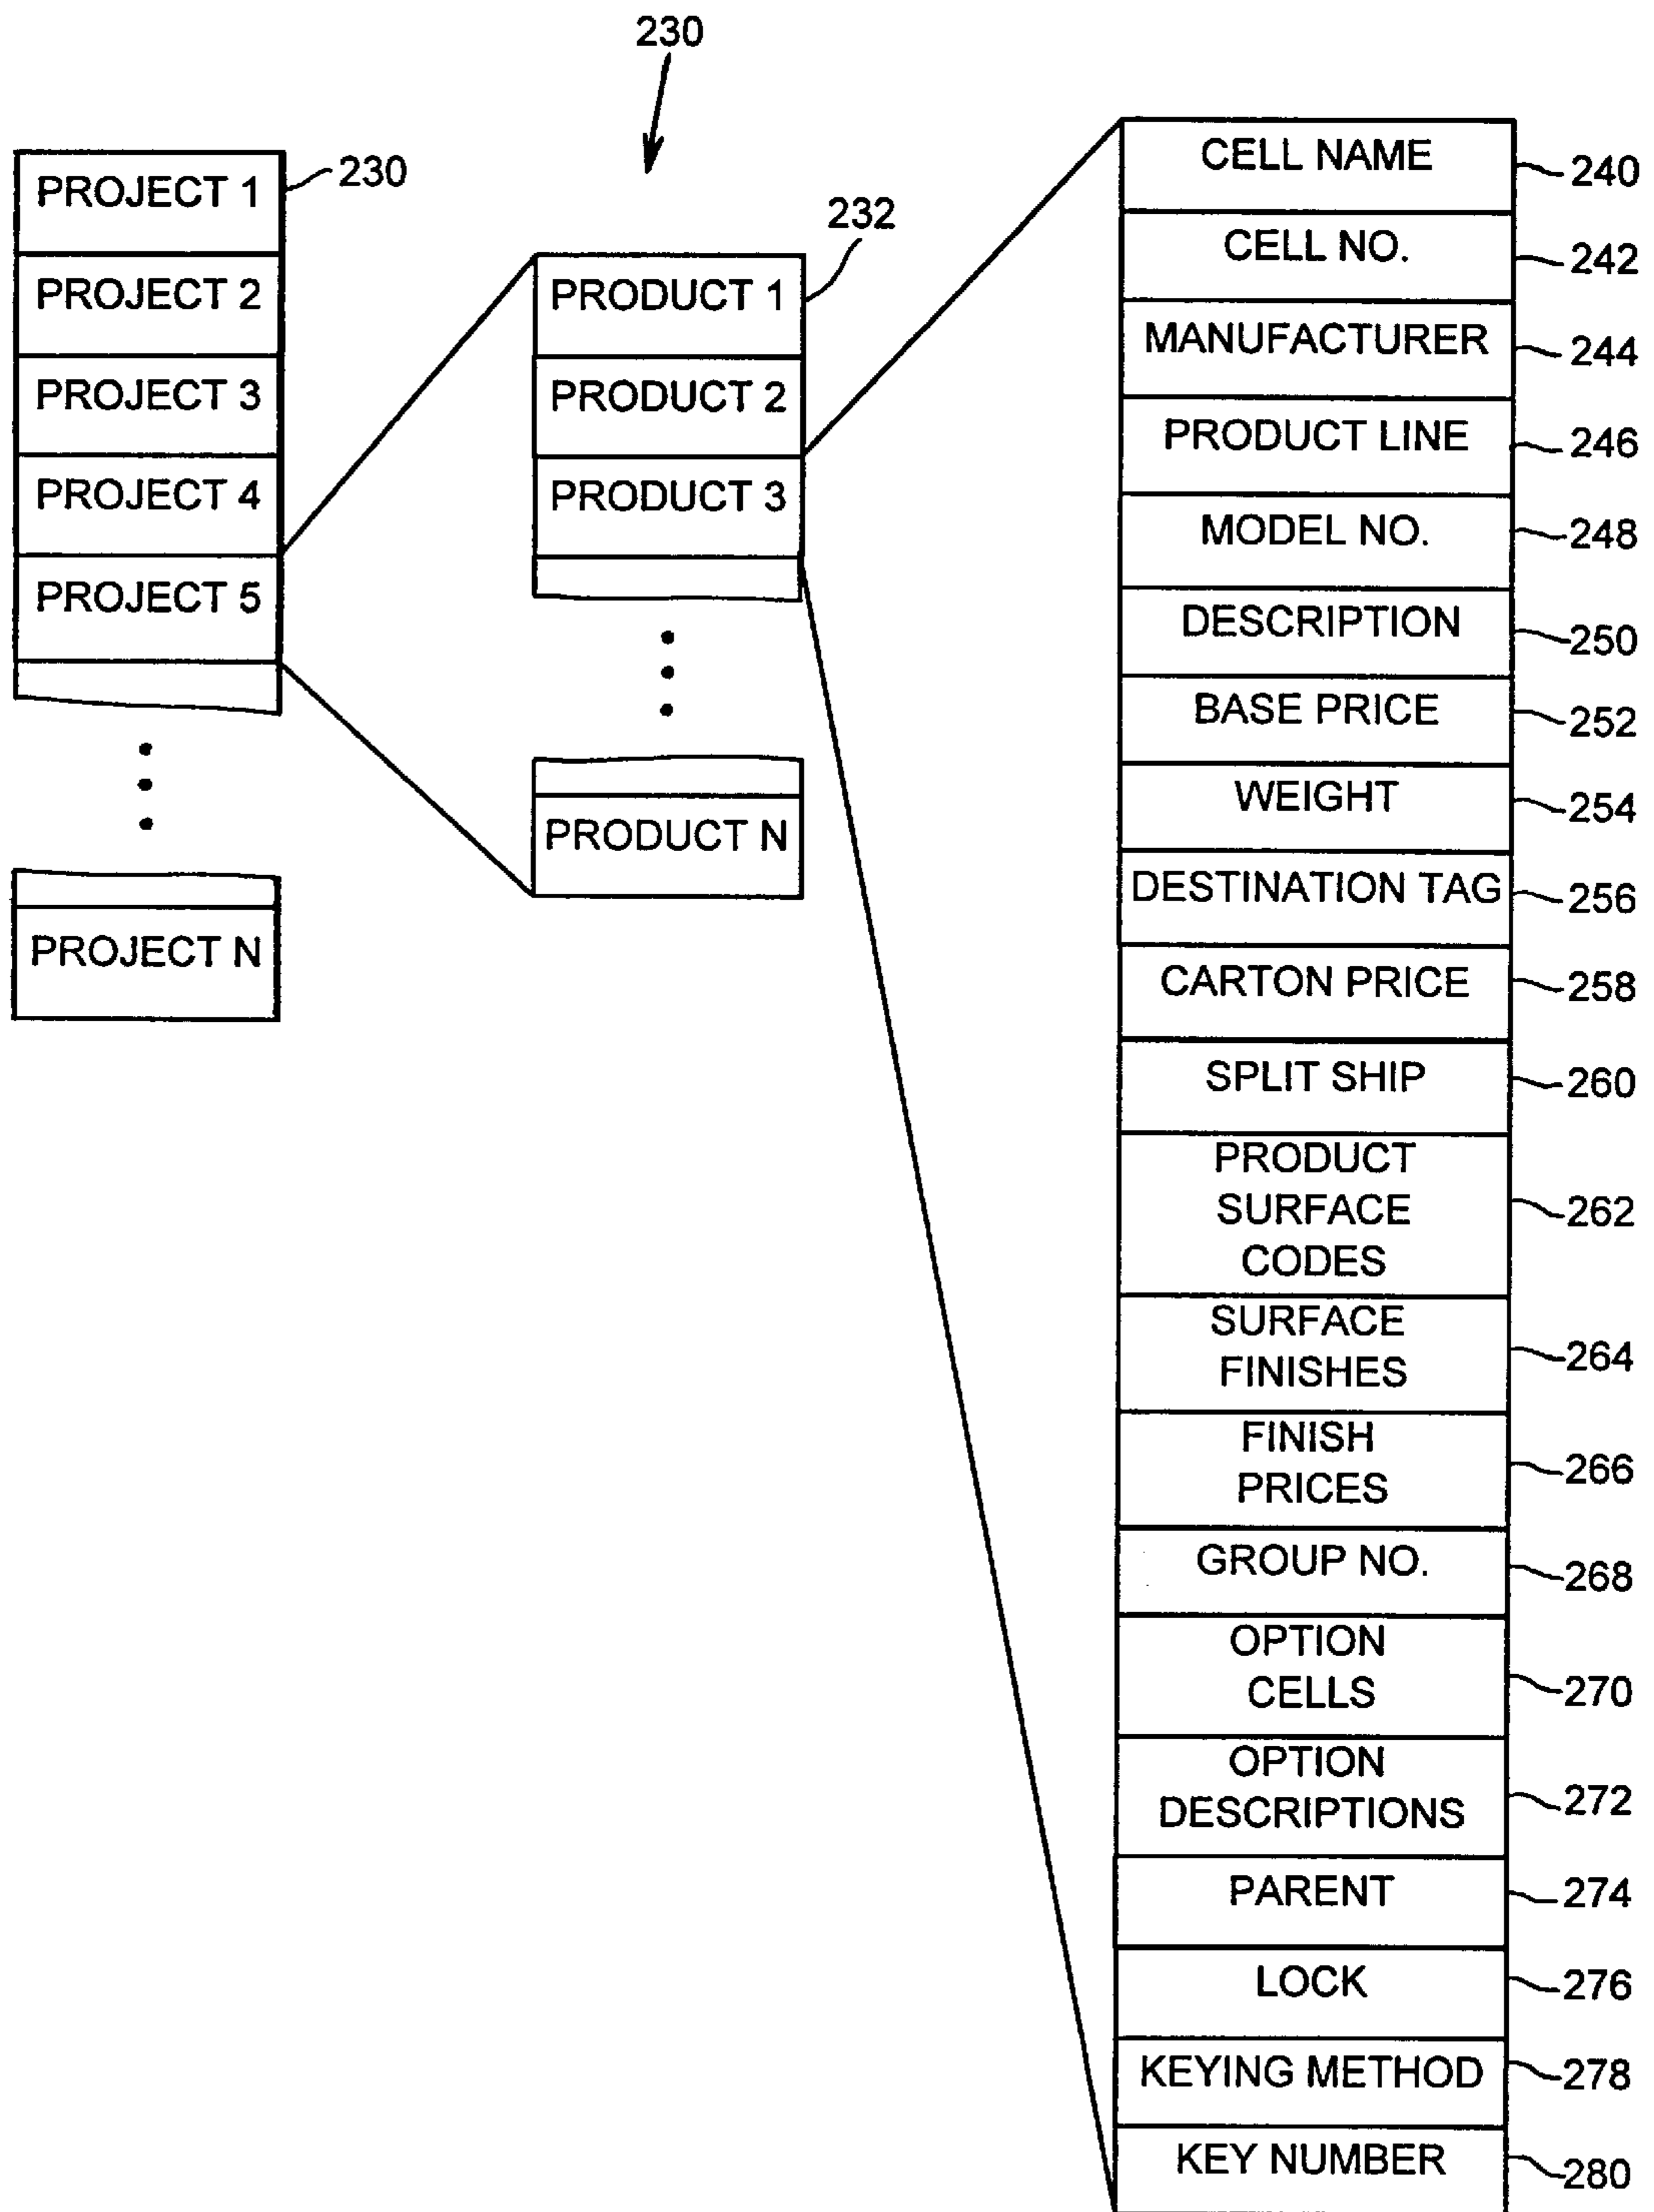 230
PROJECT 1
230
PROJECT 2
PROJECT 3
PROJECT 4
PROJECT 5
PROJECT N
232
PRODUCT 1
PRODUCT 2
PRODUCT 3
PRODUCT N
CELL NAME
240
CELL NO.
242
MANUFACTURER
244
PRODUCT LINE
246
MODEL NO.
248
DESCRIPTION
250
BASE PRICE
252
WEIGHT
254
DESTINATION TAG
256
CARTON PRICE
258
SPLIT SHIP
260
PRODUCT
SURFACE
CODES
262
SURFACE
FINISHES
264
FINISH
PRICES
266
GROUP NO.
268
OPTION
CELLS
270
OPTION
DESCRIPTIONS
272
PARENT
274
LOCK
276
KEYING METHOD
278
KEY NUMBER
280